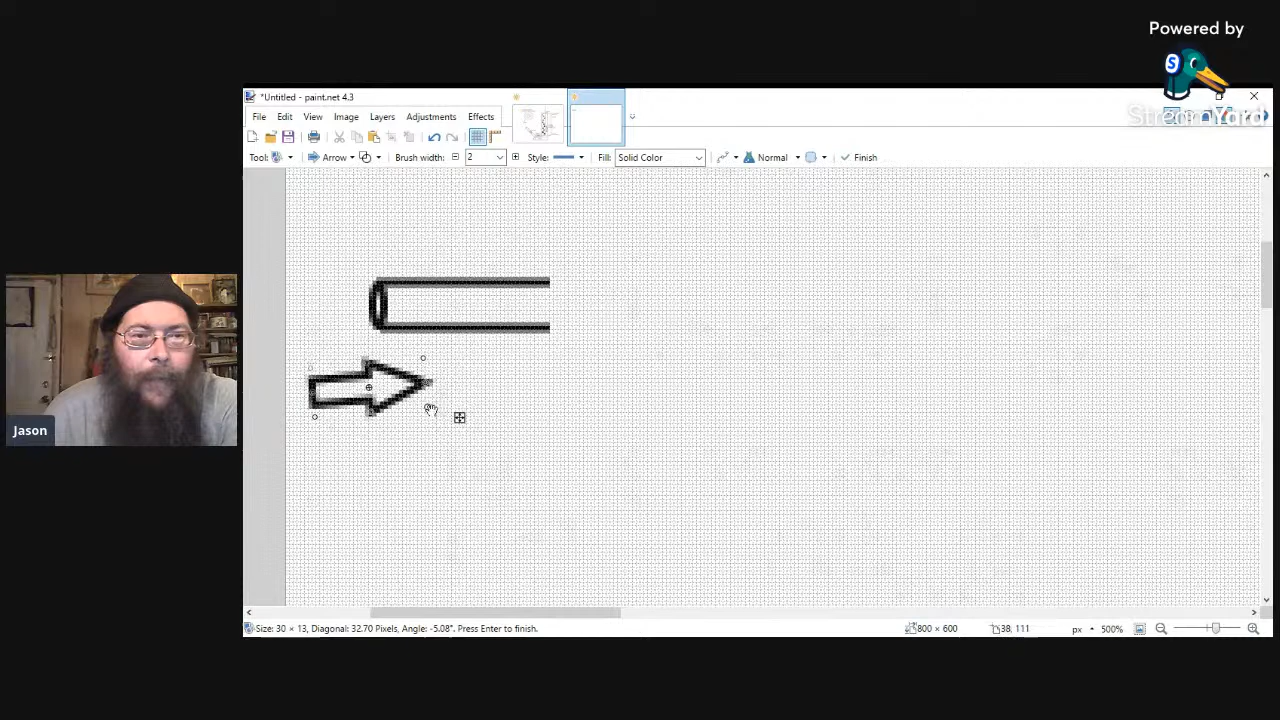 Powered by
StreamYard
*Untitled - paint.net 4.3
File Edit View Image Layers Adjustments Effects
Tool: Arrow Brush width: 2 Style: Fill: Solid Color Normal Finish
Jason
Size: 30 × 13, Diagonal: 32.70 Pixels, Angle: -5.08°. Press Enter to finish.
800 × 600 38, 111 px 500%